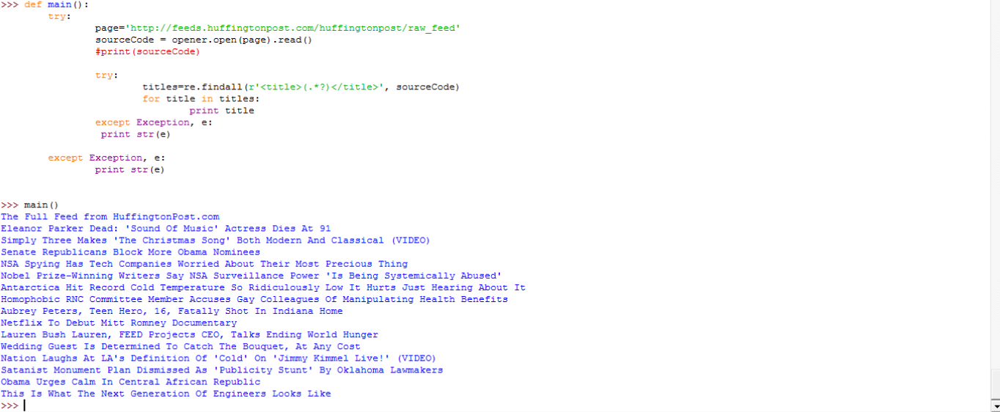 >>> def main():
        try:
                page='http://feeds.huffingtonpost.com/huffingtonpost/raw_feed'
                sourceCode = opener.open(page).read()
                #print(sourceCode)

                try:
                        titles=re.findall(r'<title>(.*?)</title>', sourceCode)
                        for title in titles:
                                print title
                except Exception, e:
                 print str(e)

        except Exception, e:
                print str(e)

>>> main()
The Full Feed from HuffingtonPost.com
Eleanor Parker Dead: 'Sound Of Music' Actress Dies At 91
Simply Three Makes 'The Christmas Song' Both Modern And Classical (VIDEO)
Senate Republicans Block More Obama Nominees
NSA Spying Has Tech Companies Worried About Their Most Precious Thing
Nobel Prize-Winning Writers Say NSA Surveillance Power 'Is Being Systemically Abused'
Antarctica Hit Record Cold Temperature So Ridiculously Low It Hurts Just Hearing About It
Homophobic RNC Committee Member Accuses Gay Colleagues Of Manipulating Health Benefits
Aubrey Peters, Teen Hero, 16, Fatally Shot In Indiana Home
Netflix To Debut Mitt Romney Documentary
Lauren Bush Lauren, FEED Projects CEO, Talks Ending World Hunger
Wedding Guest Is Determined To Catch The Bouquet, At Any Cost
Nation Laughs At LA's Definition Of 'Cold' On 'Jimmy Kimmel Live!' (VIDEO)
Satanist Monument Plan Dismissed As 'Publicity Stunt' By Oklahoma Lawmakers
Obama Urges Calm In Central African Republic
This Is What The Next Generation Of Engineers Looks Like
>>>